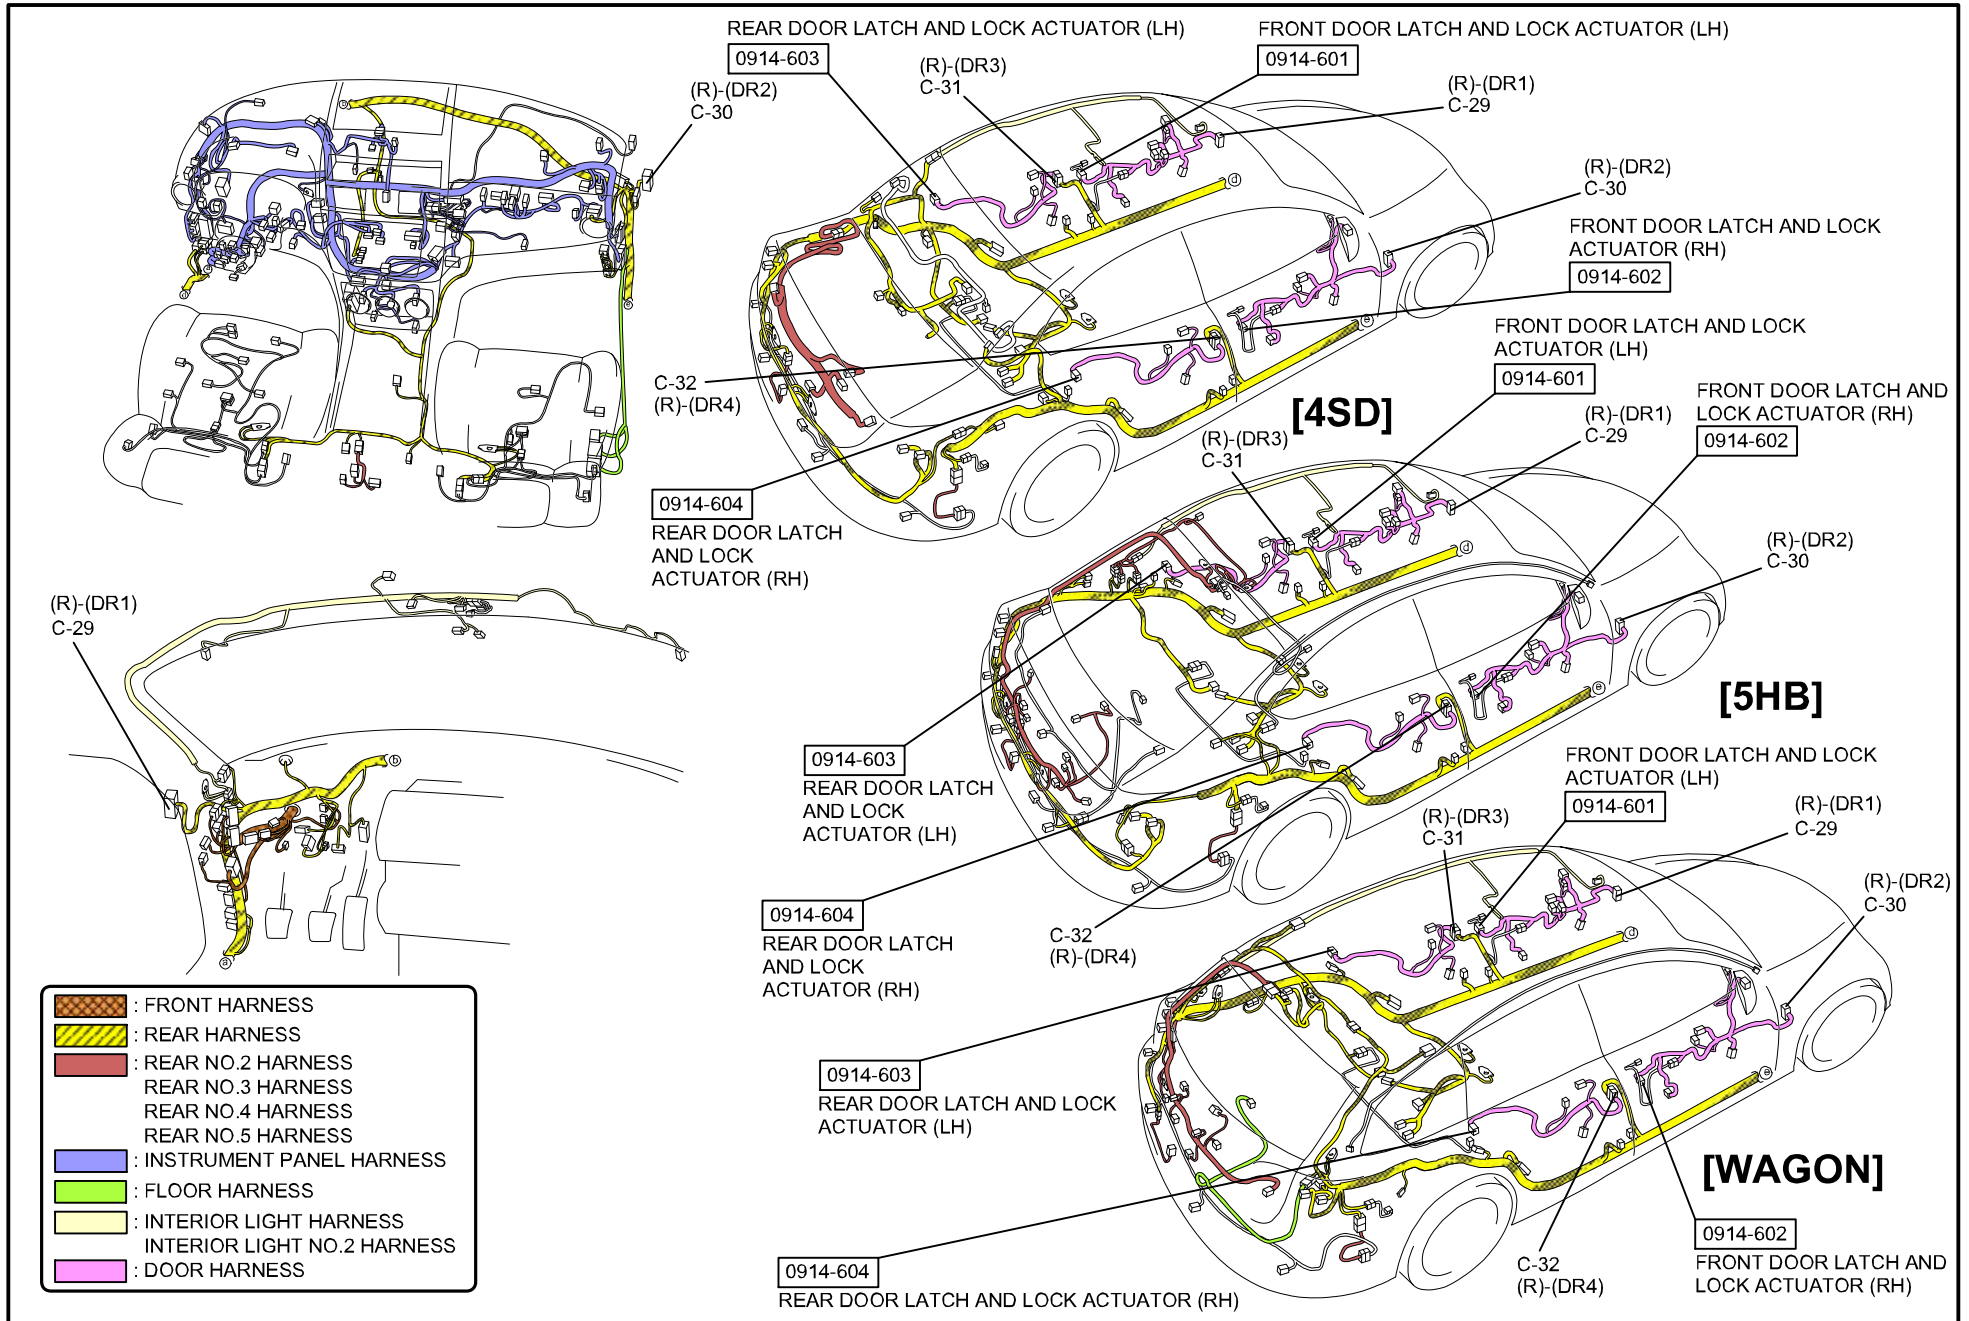 REAR DOOR LATCH AND LOCK ACTUATOR (LH)
0914-603
(R)-(DR2)
C-30
(R)-(DR3)
C-31
FRONT DOOR LATCH AND LOCK ACTUATOR (LH)
0914-601
(R)-(DR1)
C-29
(R)-(DR2)
C-30
FRONT DOOR LATCH AND LOCK
ACTUATOR (RH)
0914-602
C-32
(R)-(DR4)
[4SD]
0914-604
REAR DOOR LATCH
AND LOCK
ACTUATOR (RH)
FRONT DOOR LATCH AND LOCK
ACTUATOR (LH)
0914-601
(R)-(DR3)
C-31
(R)-(DR1)
C-29
FRONT DOOR LATCH AND
LOCK ACTUATOR (RH)
0914-602
(R)-(DR2)
C-30
[5HB]
0914-603
REAR DOOR LATCH
AND LOCK
ACTUATOR (LH)
0914-604
REAR DOOR LATCH
AND LOCK
ACTUATOR (RH)
C-32
(R)-(DR4)
(R)-(DR1)
C-29
FRONT DOOR LATCH AND LOCK
ACTUATOR (LH)
0914-601
(R)-(DR3)
C-31
(R)-(DR1)
C-29
(R)-(DR2)
C-30
0914-603
REAR DOOR LATCH AND LOCK
ACTUATOR (LH)
[WAGON]
0914-604
REAR DOOR LATCH AND LOCK ACTUATOR (RH)
C-32
(R)-(DR4)
0914-602
FRONT DOOR LATCH AND
LOCK ACTUATOR (RH)
: FRONT HARNESS
: REAR HARNESS
: REAR NO.2 HARNESS
REAR NO.3 HARNESS
REAR NO.4 HARNESS
REAR NO.5 HARNESS
: INSTRUMENT PANEL HARNESS
: FLOOR HARNESS
: INTERIOR LIGHT HARNESS
INTERIOR LIGHT NO.2 HARNESS
: DOOR HARNESS